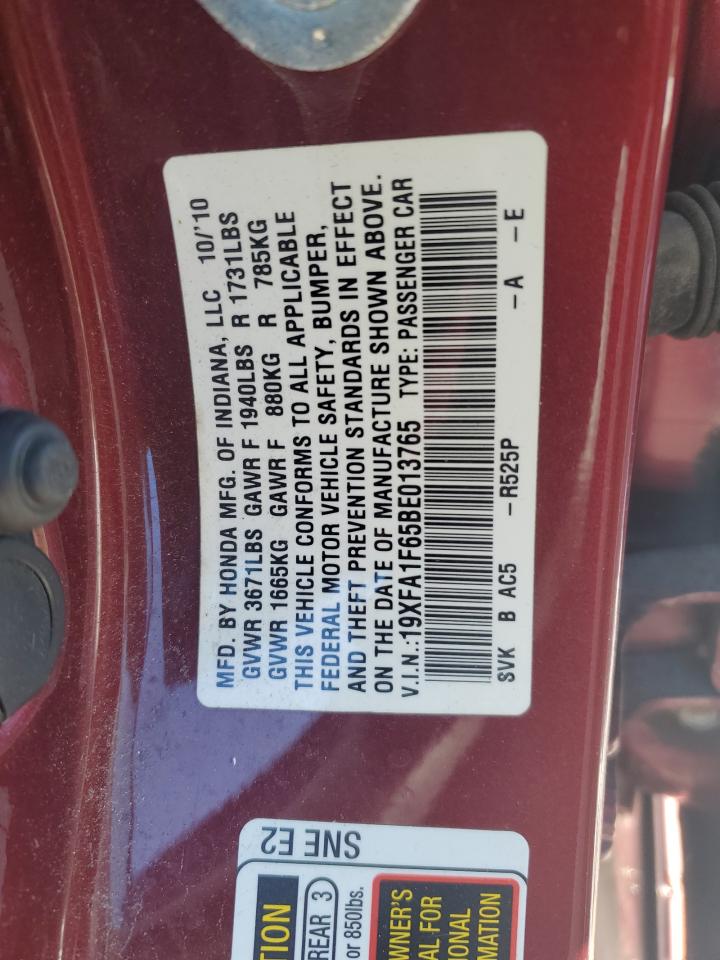 MFD. BY HONDA MFG. OF INDIANA, LLC 10/'10
GVWR 3671LBS GAWR F 1940LBS R 1731LBS
GVWR 1665KG GAWR F 880KG R 785KG
THIS VEHICLE CONFORMS TO ALL APPLICABLE
FEDERAL MOTOR VEHICLE SAFETY, BUMPER,
AND THEFT PREVENTION STANDARDS IN EFFECT
ON THE DATE OF MANUFACTURE SHOWN ABOVE.
V.I.N.:19XFA1F65BE013765 TYPE: PASSENGER CAR
SVK B AC5 -R525P -A -E
SNE E2
TION
REAR 3
or 850lbs.
WNER'S
AL FOR
IONAL
MATION